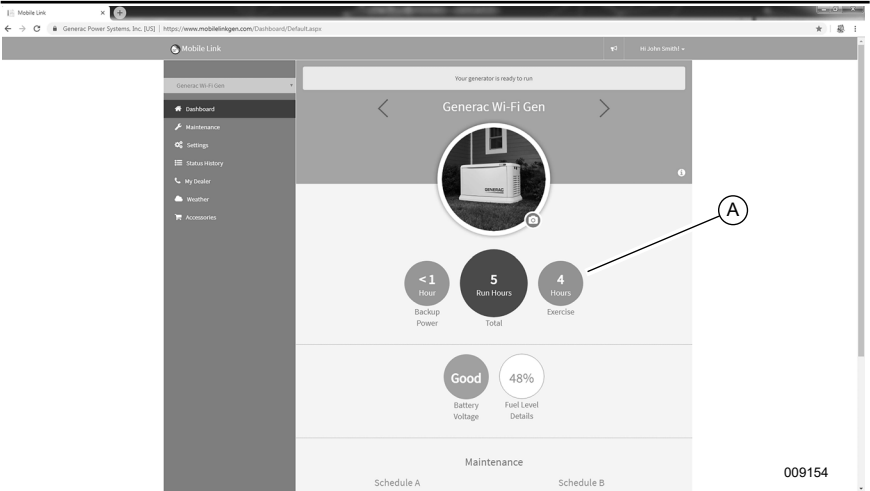 Mobile Link
Generac Power Systems, Inc. [US] | https://www.mobilelinkgen.com/Dashboard/Default.aspx
Mobile Link
Hi John Smith!
Generac Wi-Fi Gen
Your generator is ready to run
Dashboard
Maintenance
Settings
Status History
My Dealer
Weather
Accessories
Generac Wi-Fi Gen
GENERAC
A
<1
Hour
Backup
Power
5
Run Hours
Total
4
Hours
Exercise
Good
Battery
Voltage
48%
Fuel Level
Details
Maintenance
Schedule A
Schedule B
009154